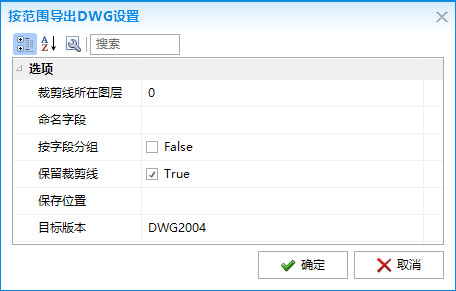 按范围导出DWG设置
搜索
选项
裁剪线所在图层 0
命名字段
按字段分组 False
保留裁剪线 True
保存位置
目标版本 DWG2004
确定 取消